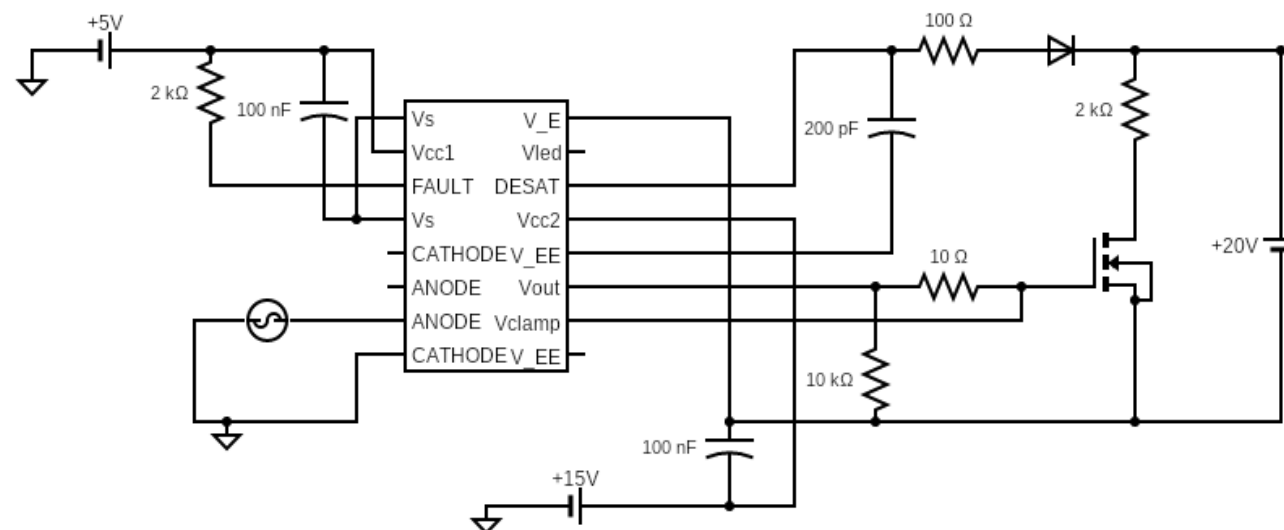 +5V
100 Ω
2 kΩ
100 nF
200 pF
2 kΩ
Vs
V_E
Vcc1
Vled
FAULT
DESAT
Vs
Vcc2
CATHODE
V_EE
ANODE
Vout
ANODE
Vclamp
CATHODE
V_EE
10 Ω
+20V
10 kΩ
100 nF
+15V